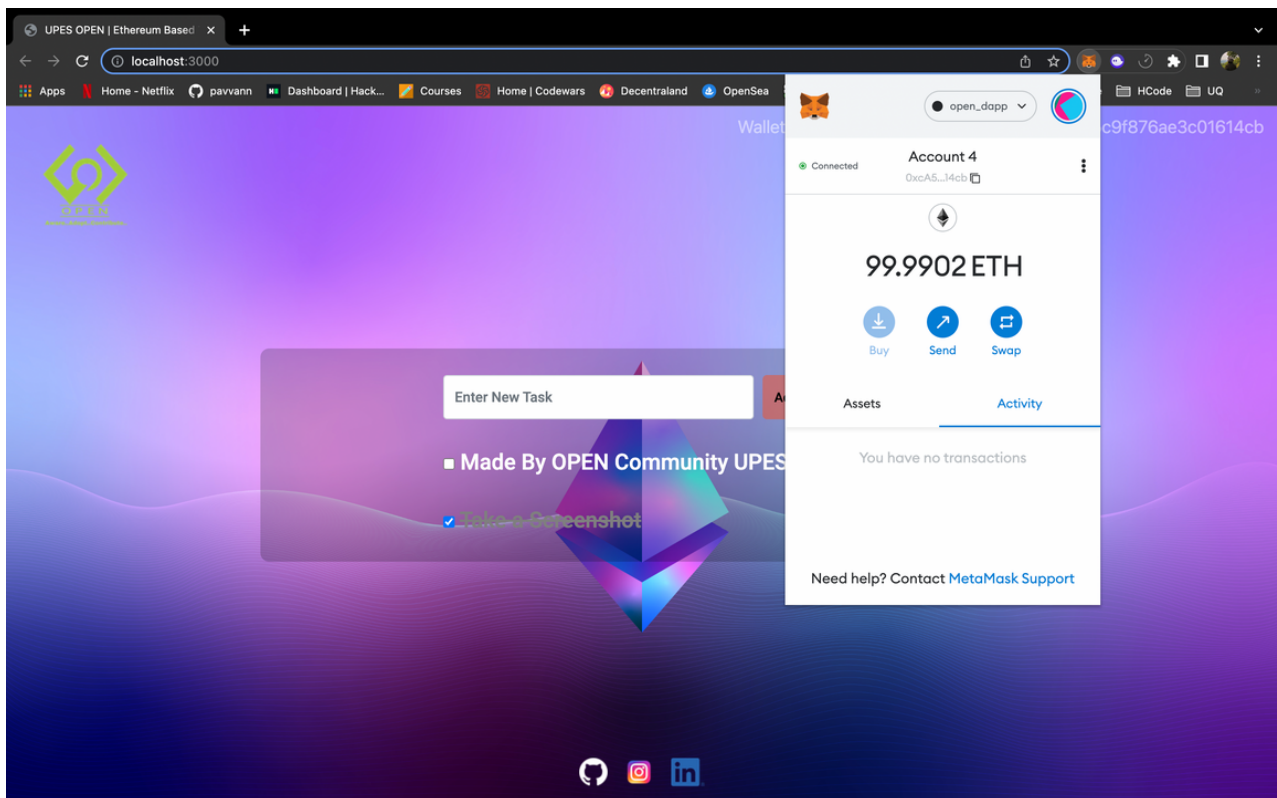 UPES OPEN | Ethereum Based
localhost:3000
Apps
Home - Netflix
pavvann
Dashboard | Hack...
Courses
Home | Codewars
Decentraland
OpenSea
HCode
UQ
Wallet
c9f876ae3c01614cb
OPEN
open_dapp
Connected
Account 4
0xcA5...14cb
99.9902 ETH
Buy
Send
Swap
Assets
Activity
You have no transactions
Need help? Contact MetaMask Support
Enter New Task
Made By OPEN Community UPES
Take a Screenshot
in